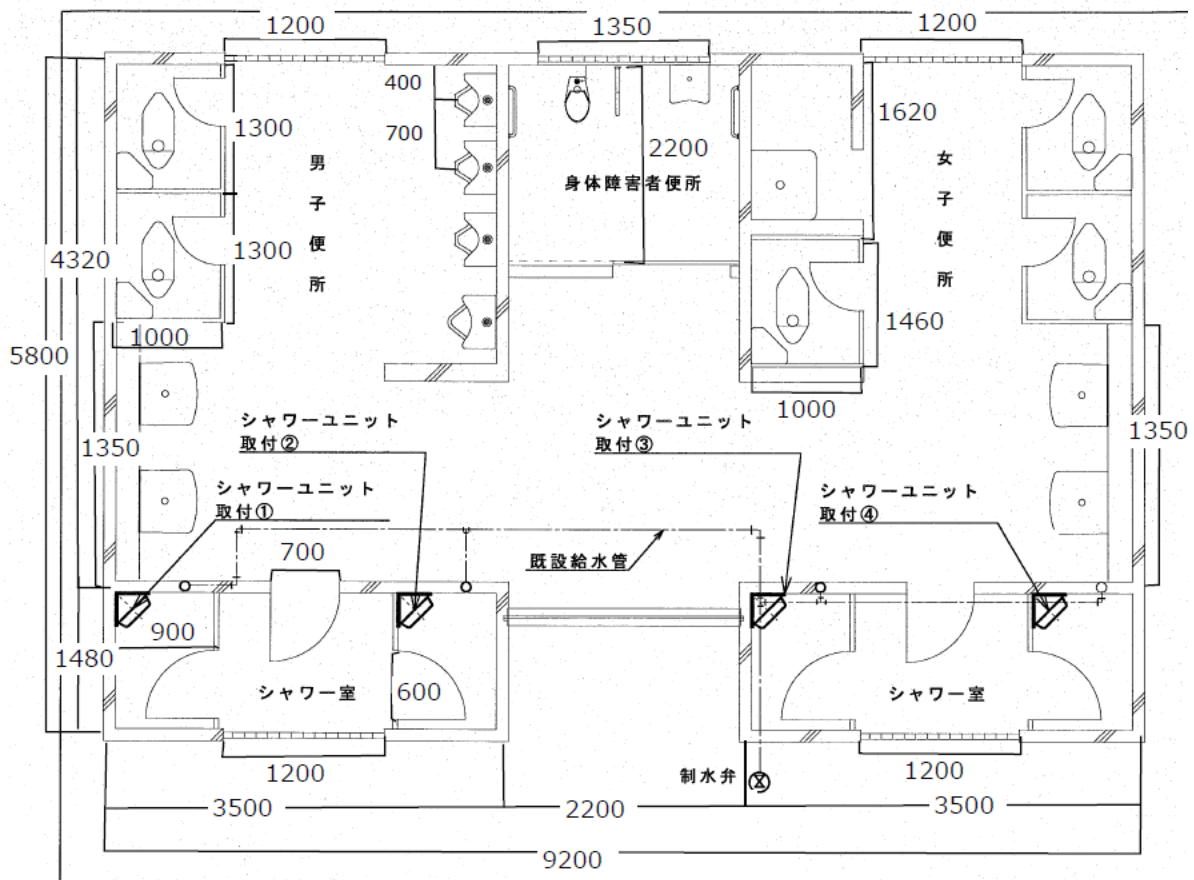 1200
1350
1200
400
700
1300
男子便所
2200
身体障害者便所
1620
女子便所
4320
1300
1460
1000
5800
1000
1350
1350
シャワーユニット
取付②
シャワーユニット
取付③
シャワーユニット
取付①
シャワーユニット
取付④
700
既設給水管
900
1480
シャワー室
600
シャワー室
1200
制水弁
1200
3500
2200
3500
9200